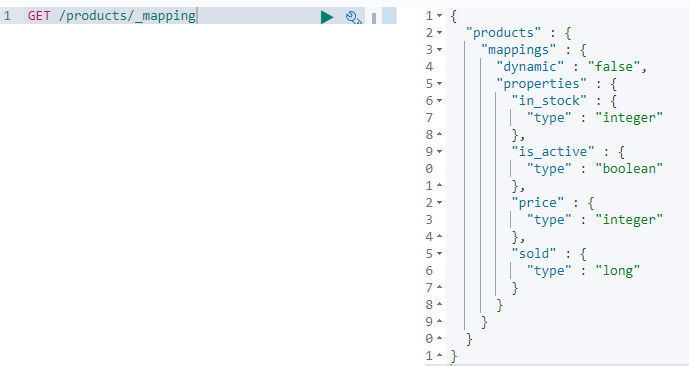 1 GET /products/_mapping
1 {
2 "products" : {
3 "mappings" : {
4 "dynamic" : "false",
5 "properties" : {
6 "in_stock" : {
7 "type" : "integer"
8 },
9 "is_active" : {
0 "type" : "boolean"
1 },
2 "price" : {
3 "type" : "integer"
4 },
5 "sold" : {
6 "type" : "long"
7 }
8 }
9 }
0 }
1 }